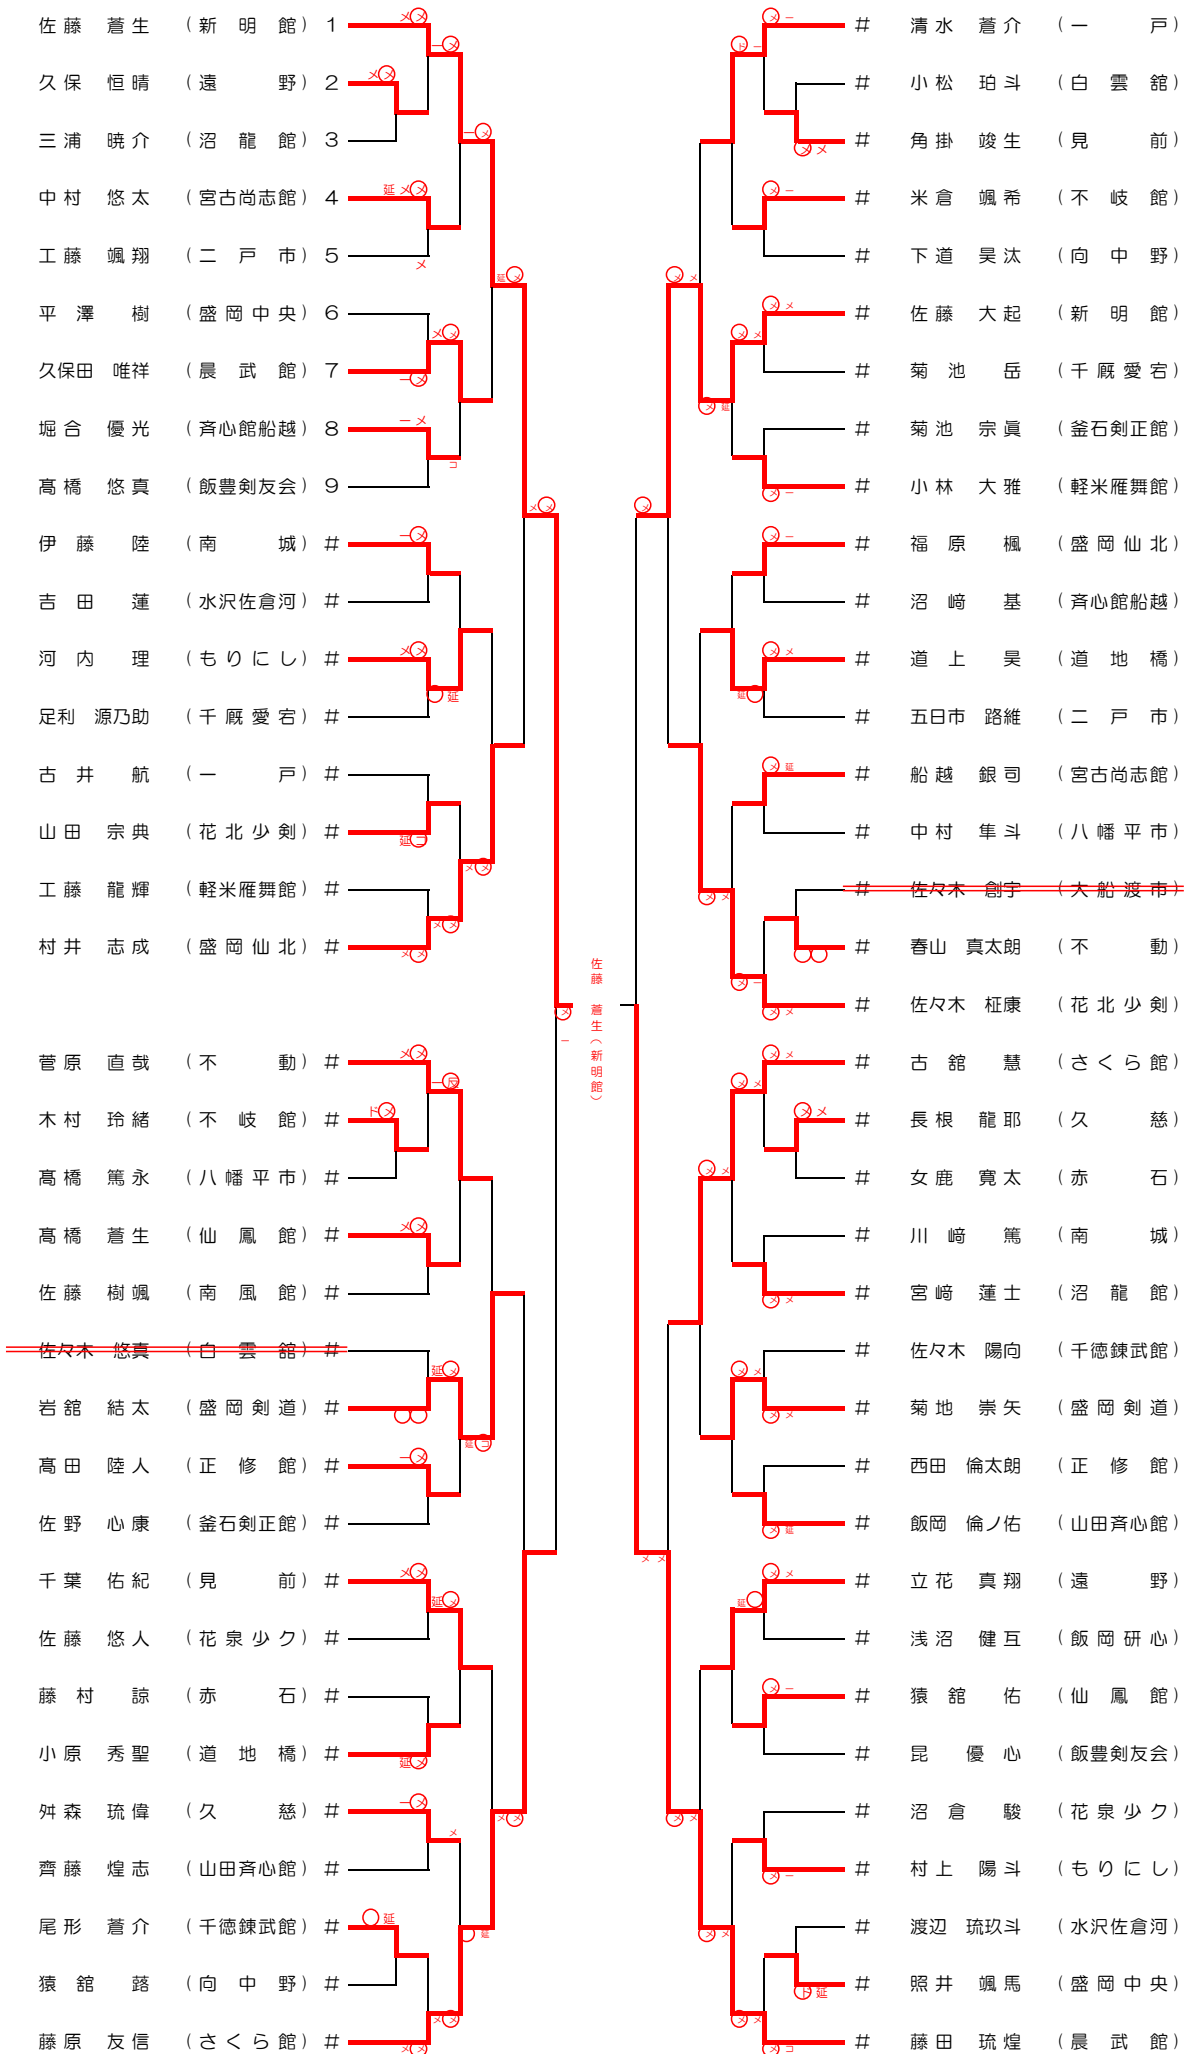 佐藤 蒼生 (新明館) 1
久保 恒晴 (遠野) 2
三浦 暁介 (沼龍館) 3
中村 悠太 (宮古尚志館) 4
工藤 颯翔 (二戸市) 5
平澤 樹 (盛岡中央) 6
久保田 唯祥 (晨武館) 7
堀合 優光 (斉心館船越) 8
髙橋 悠真 (飯豊剣友会) 9
伊藤 陸 (南城) #
吉田 蓮 (水沢佐倉河) #
河内 理 (もりにし) #
足利 源乃助 (千厩愛宕) #
古井 航 (一戸) #
山田 宗典 (花北少剣) #
工藤 龍輝 (軽米雁舞館) #
村井 志成 (盛岡仙北) #
菅原 直哉 (不動) #
木村 玲緒 (不岐館) #
髙橋 篤永 (八幡平市) #
髙橋 蒼生 (仙鳳館) #
佐藤 樹颯 (南風館) #
佐々木 悠真 (白雲舘) #
岩舘 結太 (盛岡剣道) #
髙田 陸人 (正修館) #
佐野 心康 (釜石剣正館) #
千葉 佑紀 (見前) #
佐藤 悠人 (花泉少ク) #
藤村 諒 (赤石) #
小原 秀聖 (道地橋) #
舛森 琉偉 (久慈) #
齊藤 煌志 (山田斉心館) #
尾形 蒼介 (千徳錬武館) #
猿舘 蕗 (向中野) #
藤原 友信 (さくら館) #
佐藤 蒼生(新明館)
# 清水 蒼介 (一戸)
# 小松 珀斗 (白雲舘)
# 角掛 竣生 (見前)
# 米倉 颯希 (不岐館)
# 下道 昊汰 (向中野)
# 佐藤 大起 (新明館)
# 菊池 岳 (千厩愛宕)
# 菊池 宗眞 (釜石剣正館)
# 小林 大雅 (軽米雁舞館)
# 福原 楓 (盛岡仙北)
# 沼﨑 基 (斉心館船越)
# 道上 昊 (道地橋)
# 五日市 路維 (二戸市)
# 船越 銀司 (宮古尚志館)
# 中村 隼斗 (八幡平市)
# 佐々木 創宇 (大船渡市)
# 春山 真太朗 (不動)
# 佐々木 柾康 (花北少剣)
# 古舘 慧 (さくら館)
# 長根 龍耶 (久慈)
# 女鹿 寛太 (赤石)
# 川﨑 篤 (南城)
# 宮﨑 蓮士 (沼龍館)
# 佐々木 陽向 (千徳錬武館)
# 菊地 崇矢 (盛岡剣道)
# 西田 倫太朗 (正修館)
# 飯岡 倫ノ佑 (山田斉心館)
# 立花 真翔 (遠野)
# 浅沼 健互 (飯岡研心)
# 猿舘 佑 (仙鳳館)
# 昆 優心 (飯豊剣友会)
# 沼倉 駿 (花泉少ク)
# 村上 陽斗 (もりにし)
# 渡辺 琉玖斗 (水沢佐倉河)
# 照井 颯馬 (盛岡中央)
# 藤田 琉煌 (晨武館)